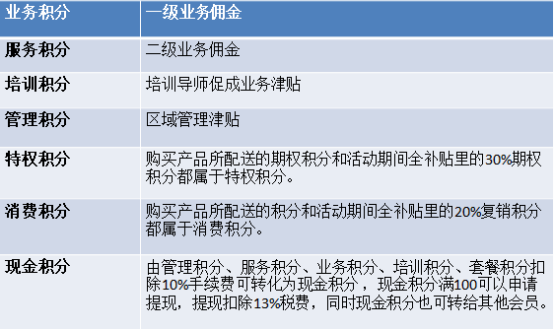 业务积分 一级业务佣金
服务积分 二级业务佣金
培训积分 培训导师促成业务津贴
管理积分 区域管理津贴
特权积分 购买产品所配送的期权积分和活动期间全补贴里的30%期权
积分都属于特权积分。
消费积分 购买产品所配送的积分和活动期间全补贴里的20%复销积分
都属于消费积分。
现金积分 由管理积分、服务积分、业务积分、培训积分、套餐积分扣
除10%手续费可转化为现金积分，现金积分满100可以申请
提现，提现扣除13%税费，同时现金积分也可转给其他会员。